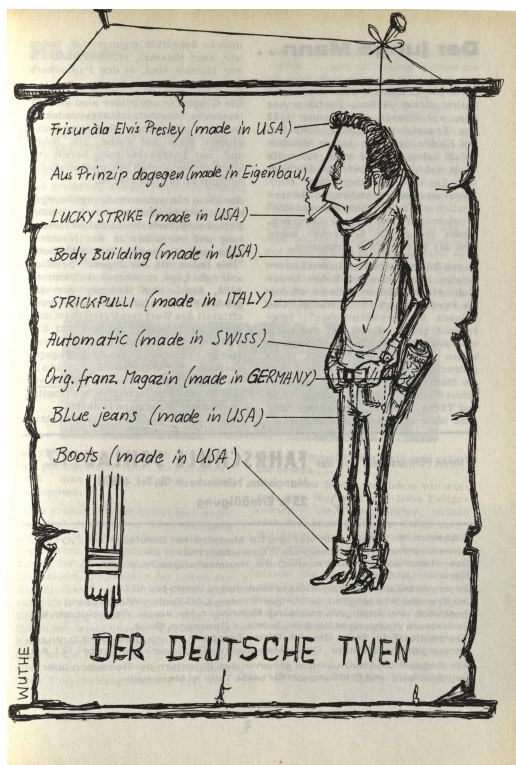 Frisur àla Elvis Presley (made in USA)
Aus Prinzip dagegen (made in Eigenbau)
LUCKY STRIKE (made in USA)
Body Building (made in USA)
STRICKPULLI (made in ITALY)
Automatic (made in SWISS)
Orig. franz. Magazin (made in GERMANY)
BLue jeans (made in USA)
Boots (made in USA)
DER DEUTSCHE TWEN
WUTHE